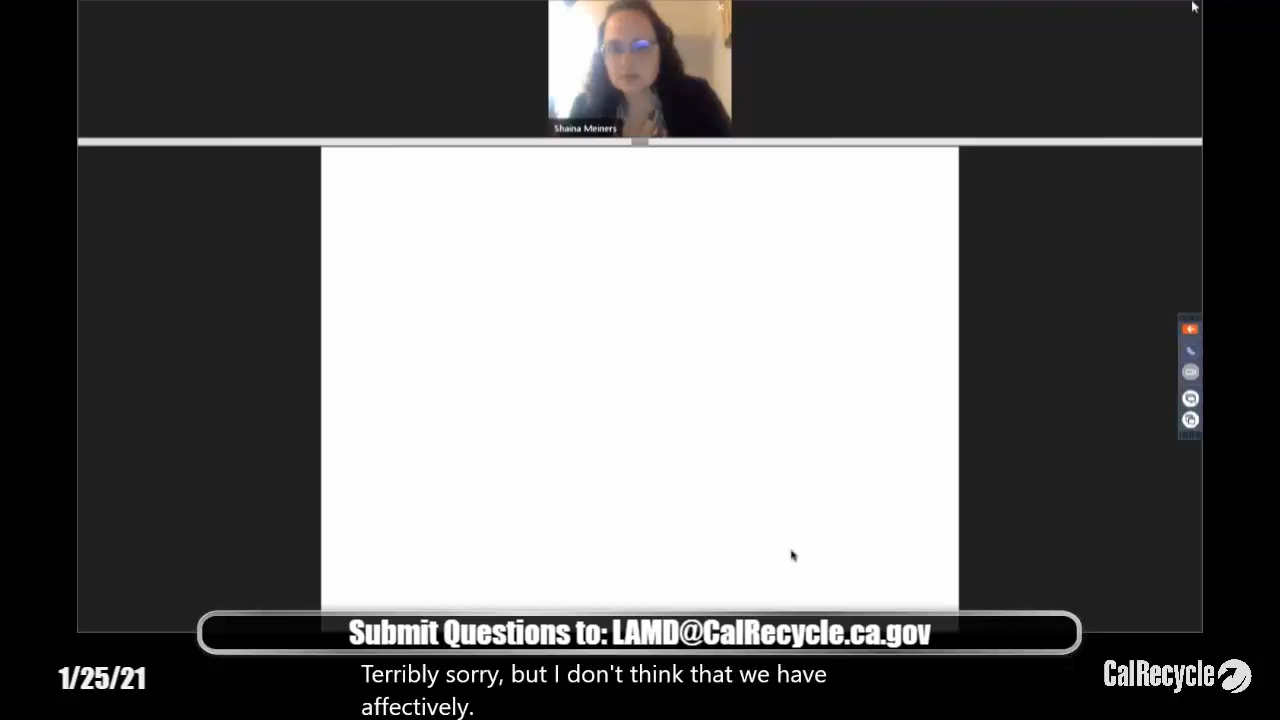 Shaina Meiners
Submit Questions to: LAMD@CalRecycle.ca.gov
1/25/21
Terribly sorry, but I don't think that we have
affectively.
CalRecycle